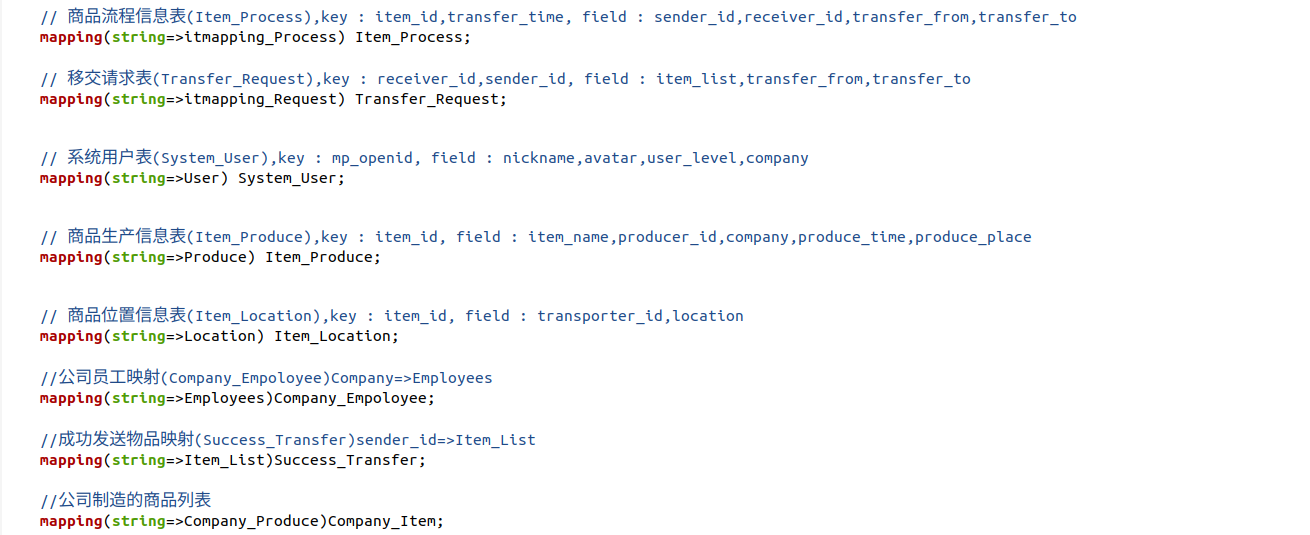 // 商品流程信息表(Item_Process),key : item_id,transfer_time, field : sender_id,receiver_id,transfer_from,transfer_to
mapping(string=>itmapping_Process) Item_Process;
// 移交请求表(Transfer_Request),key : receiver_id,sender_id, field : item_list,transfer_from,transfer_to
mapping(string=>itmapping_Request) Transfer_Request;
// 系统用户表(System_User),key : mp_openid, field : nickname,avatar,user_level,company
mapping(string=>User) System_User;
// 商品生产信息表(Item_Produce),key : item_id, field : item_name,producer_id,company,produce_time,produce_place
mapping(string=>Produce) Item_Produce;
// 商品位置信息表(Item_Location),key : item_id, field : transporter_id,location
mapping(string=>Location) Item_Location;
//公司员工映射(Company_Empoloyee)Company=>Employees
mapping(string=>Employees)Company_Empoloyee;
//成功发送物品映射(Success_Transfer)sender_id=>Item_List
mapping(string=>Item_List)Success_Transfer;
//公司制造的商品列表
mapping(string=>Company_Produce)Company_Item;